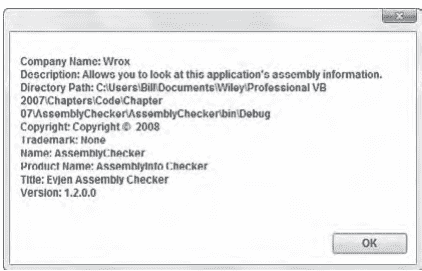 Company Name: Wrox
Description: Allows you to look at this application's assembly information.
Directory Path: C:\Users\Bill\Documents\Wiley\Professional VB
2007\Chapters\Code\Chapter
07\AssemblyChecker\AssemblyChecker\bin\Debug
Copyright: Copyright © 2008
Trademark: None
Name: AssemblyChecker
Product Name: AssemblyInfo Checker
Title: Evjen Assembly Checker
Version: 1.2.0.0
OK